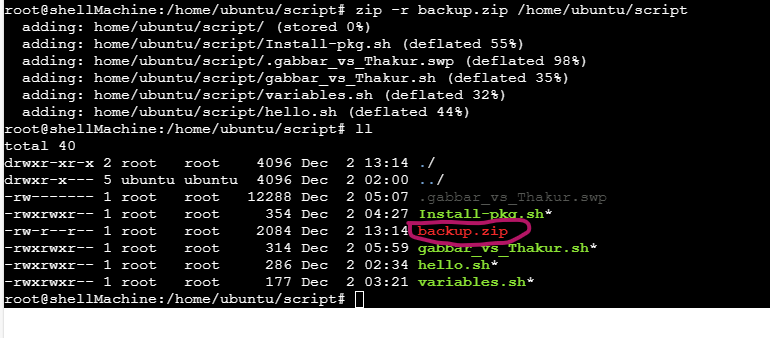 root@shellMachine:/home/ubuntu/script# zip -r backup.zip /home/ubuntu/script
  adding: home/ubuntu/script/ (stored 0%)
  adding: home/ubuntu/script/Install-pkg.sh (deflated 55%)
  adding: home/ubuntu/script/.gabbar_vs_Thakur.swp (deflated 98%)
  adding: home/ubuntu/script/gabbar_vs_Thakur.sh (deflated 35%)
  adding: home/ubuntu/script/variables.sh (deflated 32%)
  adding: home/ubuntu/script/hello.sh (deflated 44%)
root@shellMachine:/home/ubuntu/script# ll
total 40
drwxr-xr-x 2 root   root    4096 Dec  2 13:14 ./
drwxr-x--- 5 ubuntu ubuntu  4096 Dec  2 02:00 ../
-rw------- 1 root   root   12288 Dec  2 05:07 .gabbar_vs_Thakur.swp
-rwxrwxr-- 1 root   root     354 Dec  2 04:27 Install-pkg.sh*
-rw-r--r-- 1 root   root    2084 Dec  2 13:14 backup.zip
-rwxrwxr-- 1 root   root     314 Dec  2 05:59 gabbar_vs_Thakur.sh*
-rwxrwxr-- 1 root   root     286 Dec  2 02:34 hello.sh*
-rwxrwxr-- 1 root   root     177 Dec  2 03:21 variables.sh*
root@shellMachine:/home/ubuntu/script#